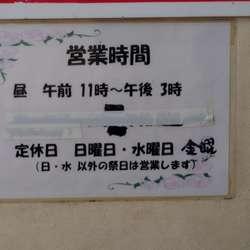 営業時間
昼 午前 11時～午後 3時
定休日 日曜日・水曜日 金曜
(日・水 以外の祭日は営業します)